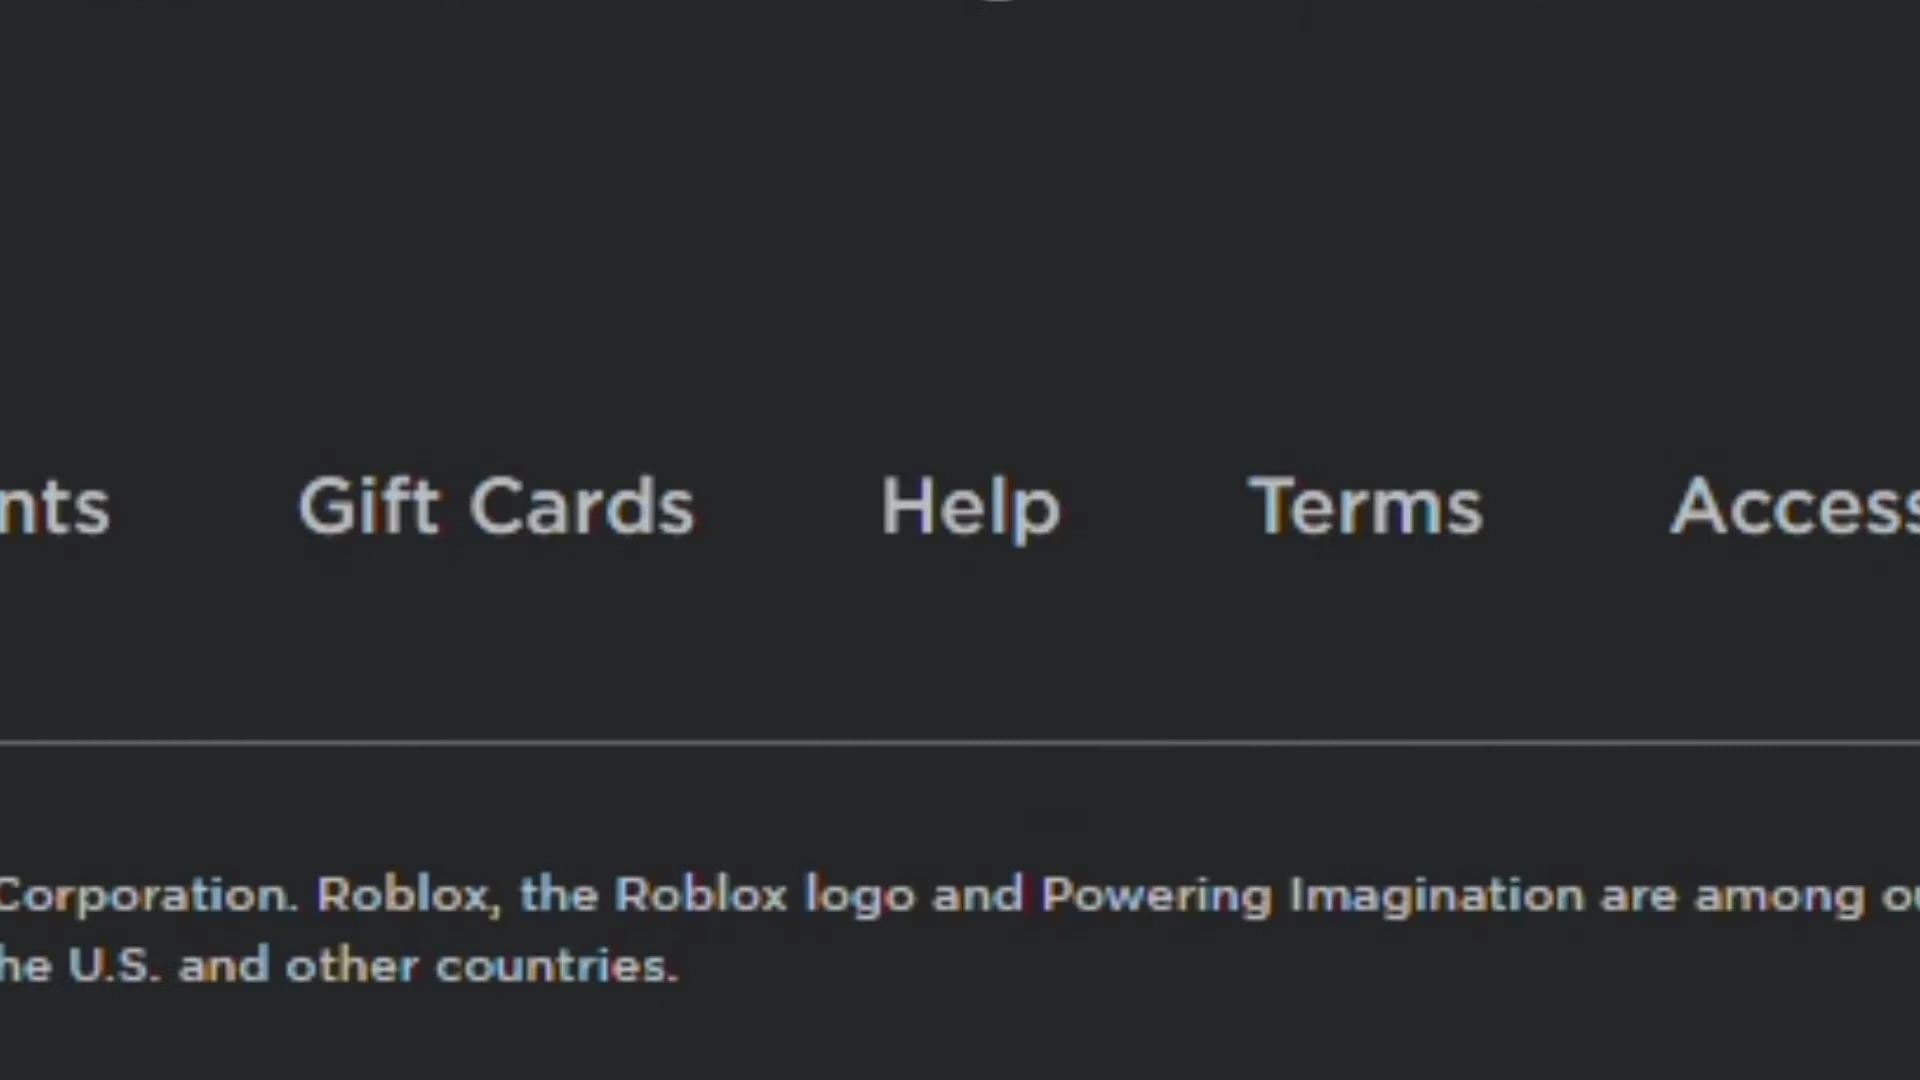 nts Gift Cards Help Terms Access
Corporation. Roblox, the Roblox logo and Powering Imagination are among ou
he U.S. and other countries.